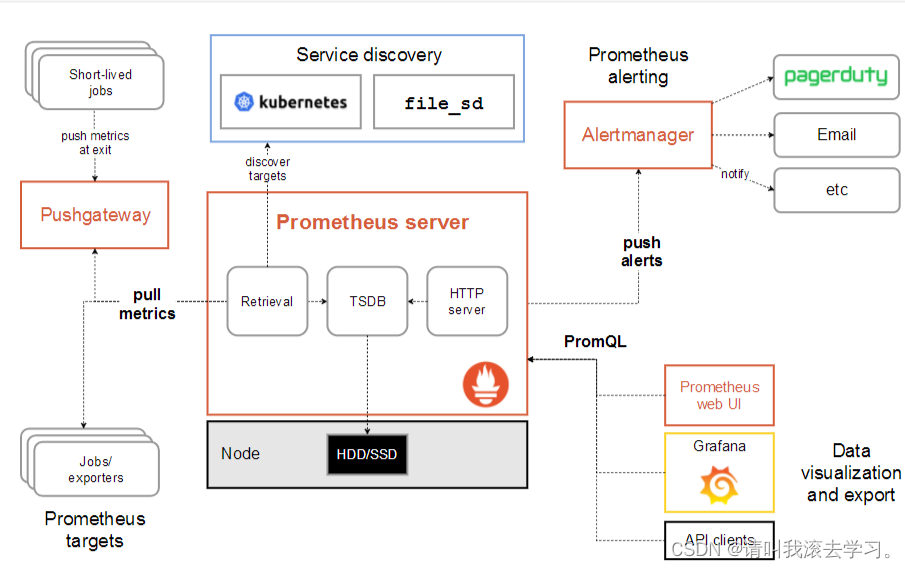 Short-lived
jobs
push metrics
at exit
Pushgateway
pull
metrics
Jobs/
exporters
Prometheus
targets
Service discovery
kubernetes
file_sd
discover
targets
Prometheus server
Retrieval
TSDB
HTTP
server
Node
HDD/SSD
Prometheus
alerting
Alertmanager
pagerduty
Email
notify
etc
push
alerts
PromQL
Prometheus
web UI
Grafana
Data
visualization
and export
API clients
CSDN @请叫我滚去学习。